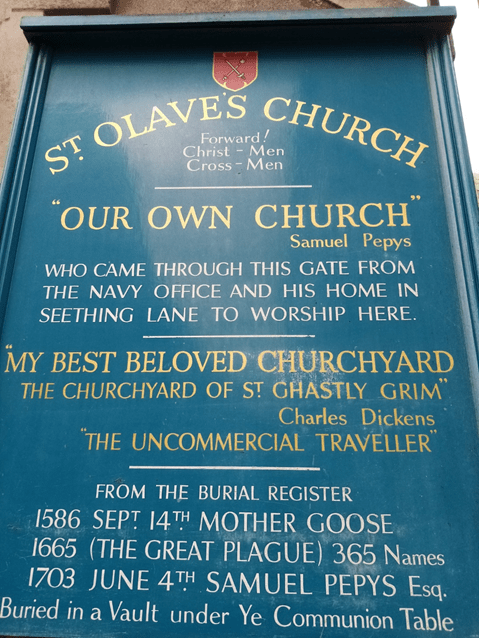 ST. OLAVE'S CHURCH
Forward!
Christ - Men
Cross - Men
"OUR OWN CHURCH"
Samuel Pepys
WHO CAME THROUGH THIS GATE FROM
THE NAVY OFFICE AND HIS HOME IN
SEETHING LANE TO WORSHIP HERE.
"MY BEST BELOVED CHURCHYARD
THE CHURCHYARD OF ST. GHASTLY GRIM"
Charles Dickens
"THE UNCOMMERCIAL TRAVELLER"
FROM THE BURIAL REGISTER
1586 SEPT. 14TH MOTHER GOOSE
1665 (THE GREAT PLAGUE) 365 Names
1703 JUNE 4TH SAMUEL PEPYS Esq.
Buried in a Vault under Ye Communion Table